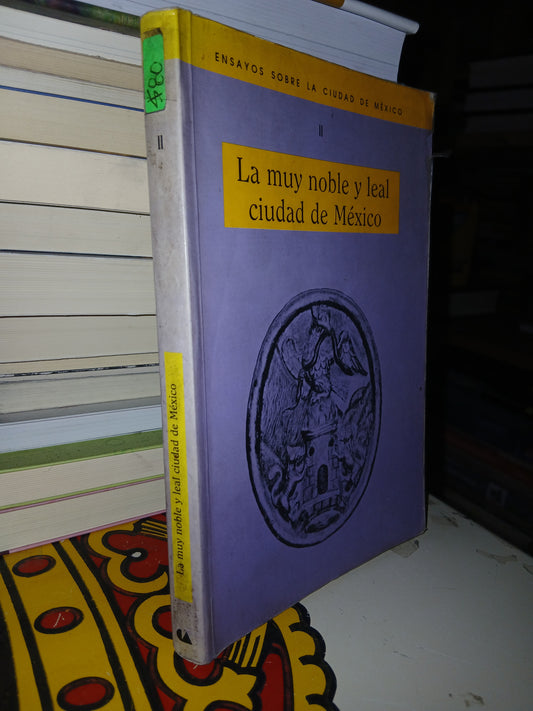 $80
II
La muy noble y leal ciudad de México
ENSAYOS SOBRE LA CIUDAD DE MÉXICO
II
La muy noble y leal
ciudad de México